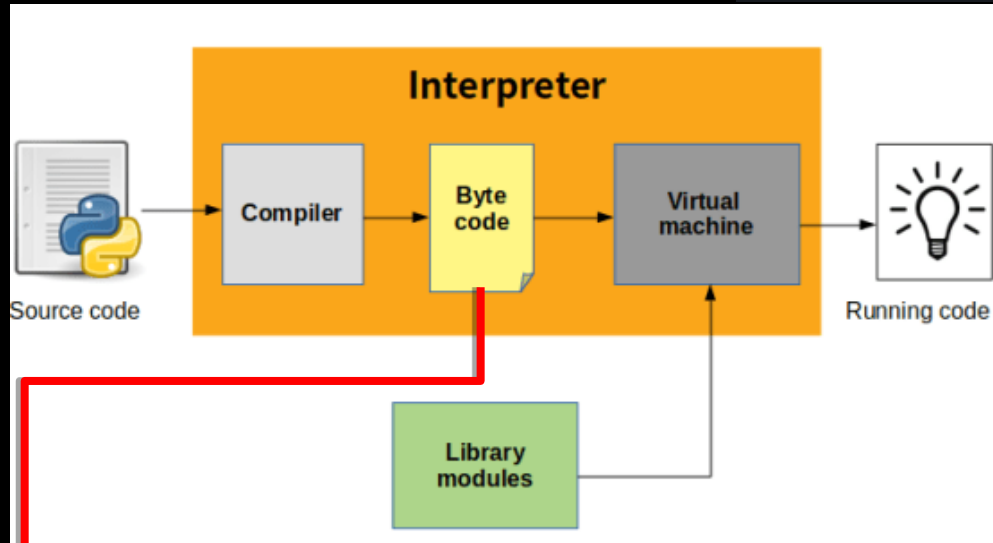 Interpreter
Compiler
Byte
code
Virtual
machine
Source code
Running code
Library
modules